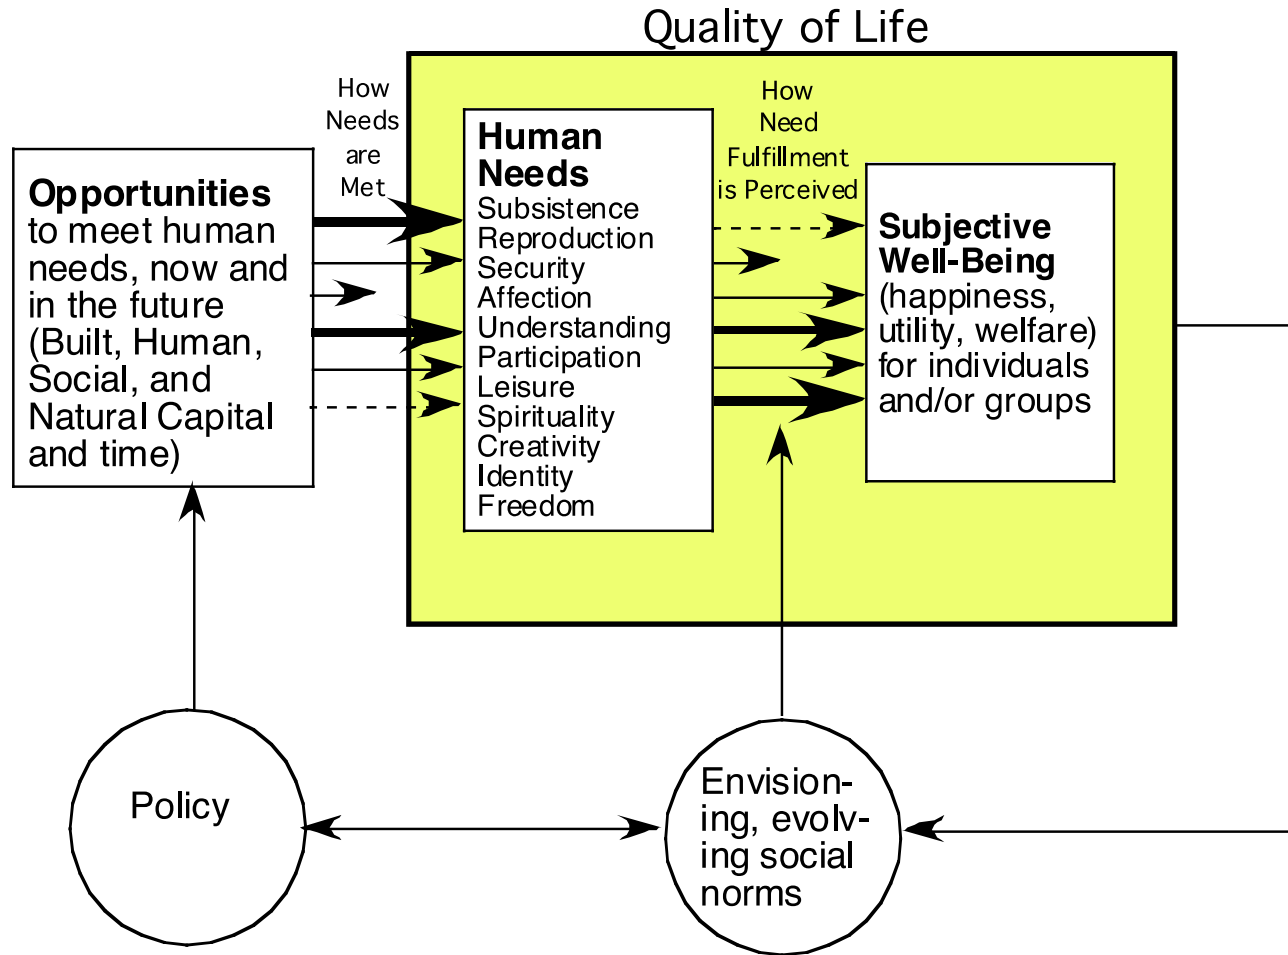 Quality of Life
How
Needs
are
Met
How
Need
Fulfillment
is Perceived
Opportunities
to meet human
needs, now and
in the future
(Built, Human,
Social, and
Natural Capital
and time)
Human
Needs
Subsistence
Reproduction
Security
Affection
Understanding
Participation
Leisure
Spirituality
Creativity
Identity
Freedom
Subjective
Well-Being
(happiness,
utility, welfare)
for individuals
and/or groups
Policy
Envision-
ing, evolv-
ing social
norms